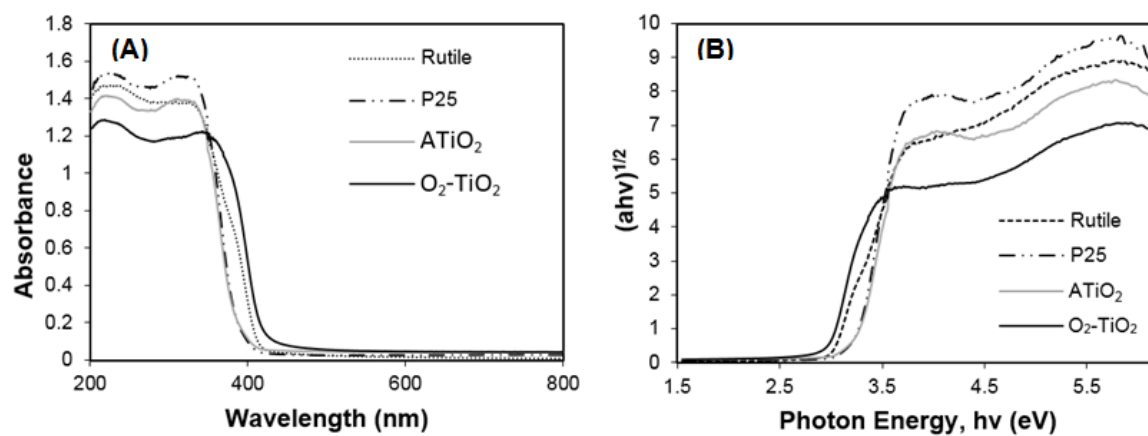 (A)
Absorbance
1.8
1.6
1.4
1.2
1
0.8
0.6
0.4
0.2
0
200
400
600
800
Wavelength (nm)
Rutile
P25
ATiO₂
O₂-TiO₂
(B)
(ahv)^1/2
10
9
8
7
6
5
4
3
2
1
0
1.5
2.5
3.5
4.5
5.5
Photon Energy, hv (eV)
Rutile
P25
ATiO₂
O₂-TiO₂